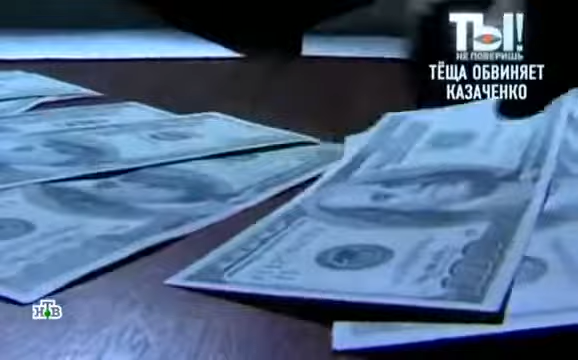 ТЫ!
НЕ ПОВЕРИШЬ
ТЁЩА ОБВИНЯЕТ
КАЗАЧЕНКО
НТВ